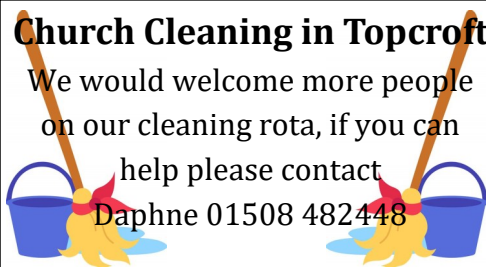 Church Cleaning in Topcroft
We would welcome more people
on our cleaning rota, if you can
help please contact
Daphne 01508 482448